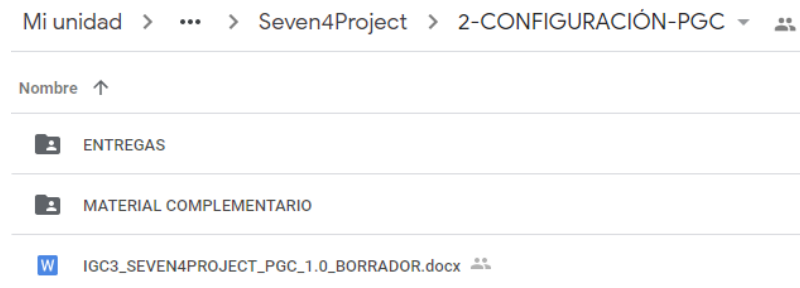 Mi unidad > ••• > Seven4Project > 2-CONFIGURACIÓN-PGC
Nombre ↑
ENTREGAS
MATERIAL COMPLEMENTARIO
W IGC3_SEVEN4PROJECT_PGC_1.0_BORRADOR.docx